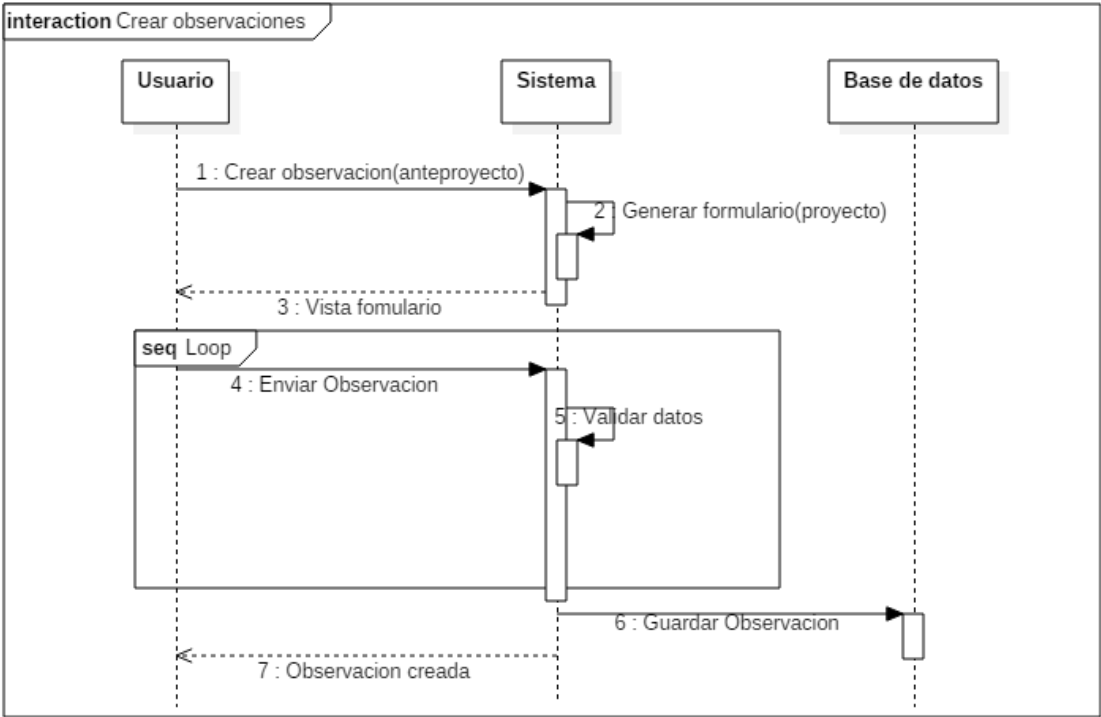 interaction Crear observaciones
Usuario
Sistema
Base de datos
1 : Crear observacion(anteproyecto)
2 : Generar formulario(proyecto)
3 : Vista fomulario
seq Loop
4 : Enviar Observacion
5 : Validar datos
6 : Guardar Observacion
7 : Observacion creada